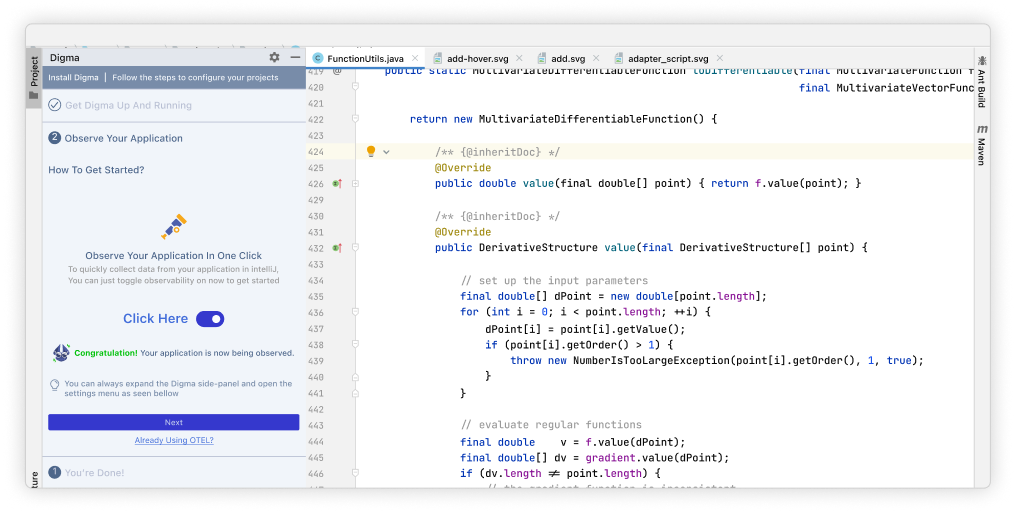 Digma
Install Digma | Follow the steps to configure your projects
Get Digma Up And Running
2 Observe Your Application
How To Get Started?
Observe Your Application In One Click
To quickly collect data from your application in intelliJ,
You can just toggle observability on now to get started
Click Here
Congratulation! Your application is now being observed.
You can always expand the Digma side-panel and open the
settings menu as seen bellow
Next
Already Using OTEL?
1 You're Done!
Project
ture
FunctionUtils.java
add-hover.svg
add.svg
adapter_script.svg
419 @ public static MultivariateDifferentiableFunction toDifferentiable(final MultivariateFunction f
420 final MultivariateVectorFunc
421
422 return new MultivariateDifferentiableFunction() {
423
424 /** {@inheritDoc} */
425 @Override
426 public double value(final double[] point) { return f.value(point); }
429
430 /** {@inheritDoc} */
431 @Override
432 public DerivativeStructure value(final DerivativeStructure[] point) {
433
434 // set up the input parameters
435 final double[] dPoint = new double[point.length];
436 for (int i = 0; i < point.length; ++i) {
437 dPoint[i] = point[i].getValue();
438 if (point[i].getOrder() > 1) {
439 throw new NumberIsTooLargeException(point[i].getOrder(), 1, true);
440 }
441 }
442
443 // evaluate regular functions
444 final double v = f.value(dPoint);
445 final double[] dv = gradient.value(dPoint);
446 if (dv.length ≠ point.length) {
// the gradient function is inconsistent
Ant Build
m Maven